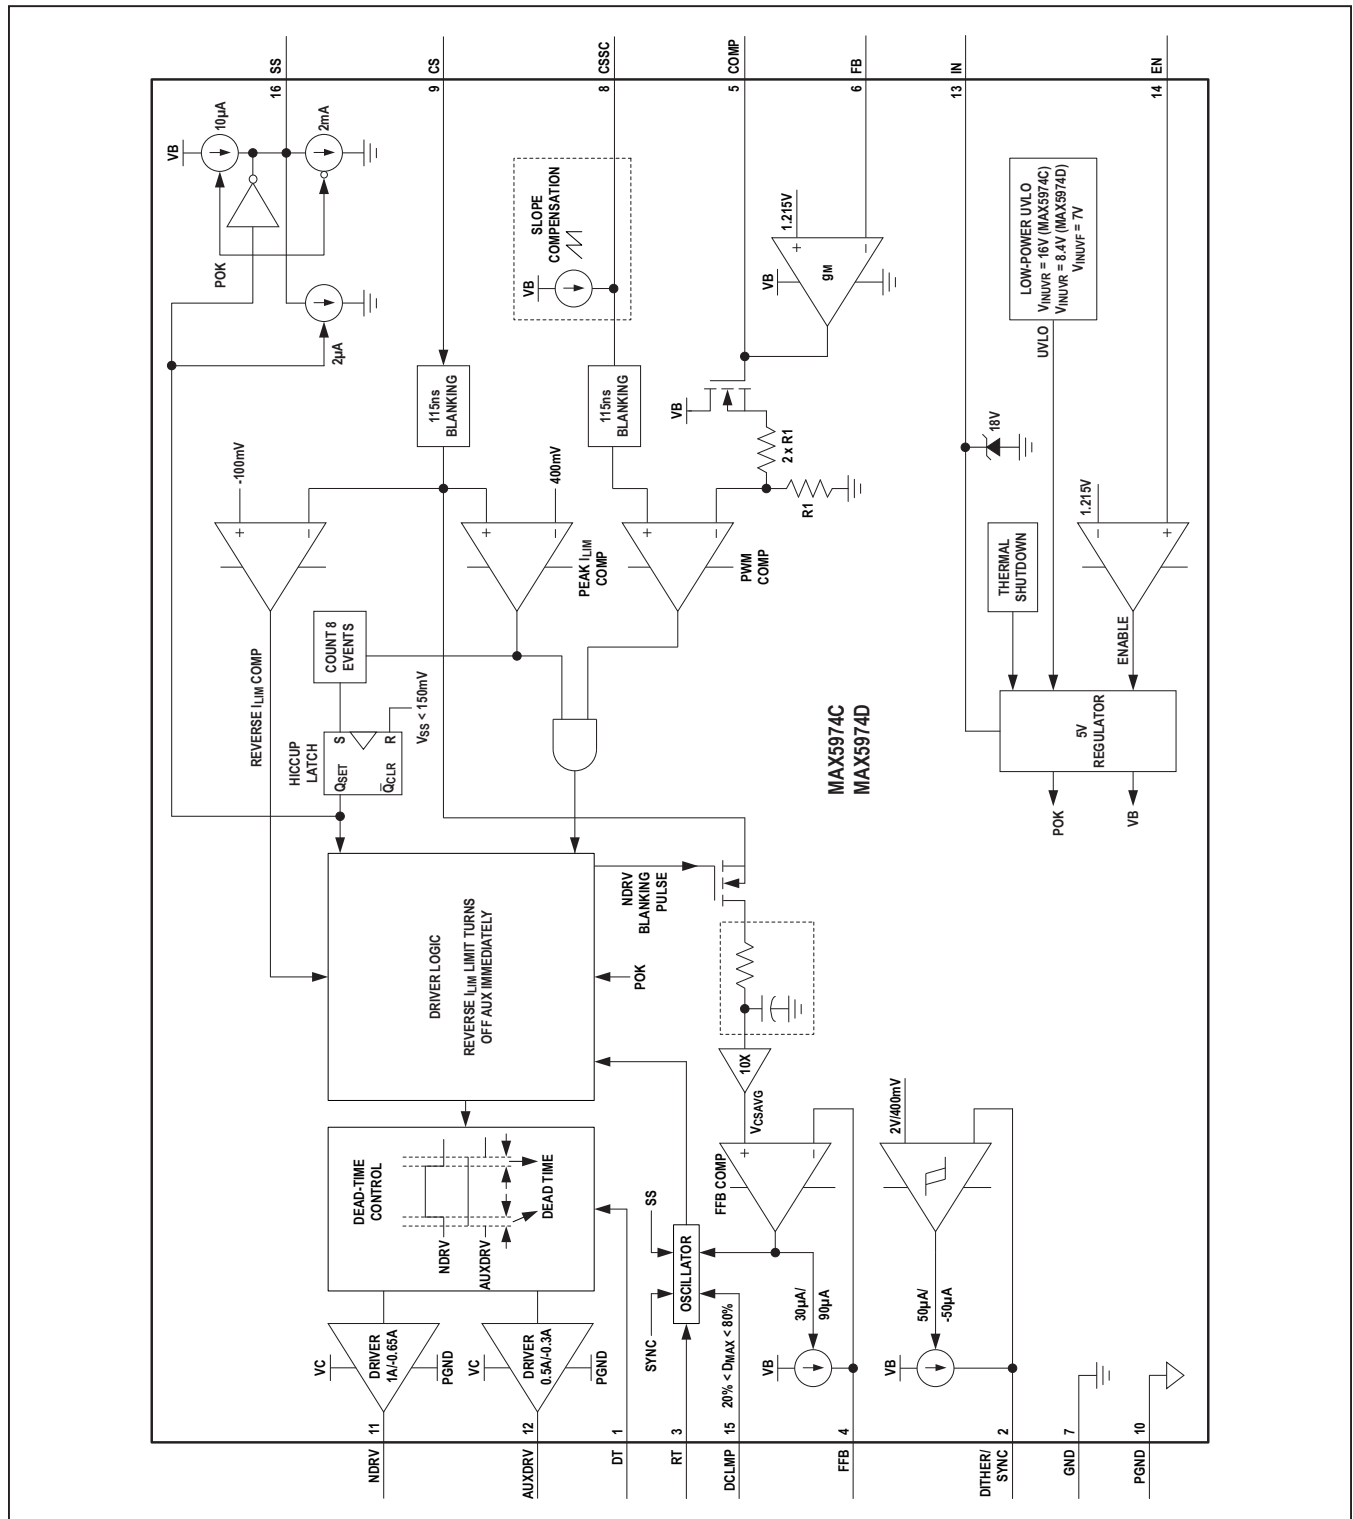 SS
16
CS
9
CSSC
8
COMP
5
FB
6
IN
13
EN
14
VB
10µA
2mA
POK
2µA
SLOPE
COMPENSATION
VB
1.215V
+
−
gM
VB
LOW-POWER UVLO
VINUVR = 16V (MAX5974C)
VINUVR = 8.4V (MAX5974D)
VINUVF = 7V
UVLO
115ns
BLANKING
115ns
BLANKING
VB
2 x R1
R1
18V
-100mV
+
−
400mV
+
−
PEAK ILIM
COMP
+
−
PWM
COMP
THERMAL
SHUTDOWN
1.215V
−
+
ENABLE
REVERSE ILIM COMP
COUNT 8
EVENTS
VSS < 150mV
HICCUP
LATCH
S
R
QSET
Q̅CLR
MAX5974C
MAX5974D
5V
REGULATOR
POK
VB
DRIVER LOGIC
REVERSE ILIM LIMIT TURNS
OFF AUX IMMEDIATELY
NDRV
BLANKING
PULSE
POK
10X
VCSAVG
DEAD-TIME
CONTROL
NDRV
AUXDRV
DEAD TIME
FFB COMP
+
−
2V/400mV
SS
SYNC
OSCILLATOR
20% < DMAX < 80%
30µA/
90µA
VB
50µA/
-50µA
VB
VC
DRIVER
1A/-0.65A
PGND
VC
DRIVER
0.5A/-0.3A
PGND
11
NDRV
12
AUXDRV
1
DT
3
RT
15
DCLMP
4
FFB
2
DITHER/
SYNC
7
GND
10
PGND